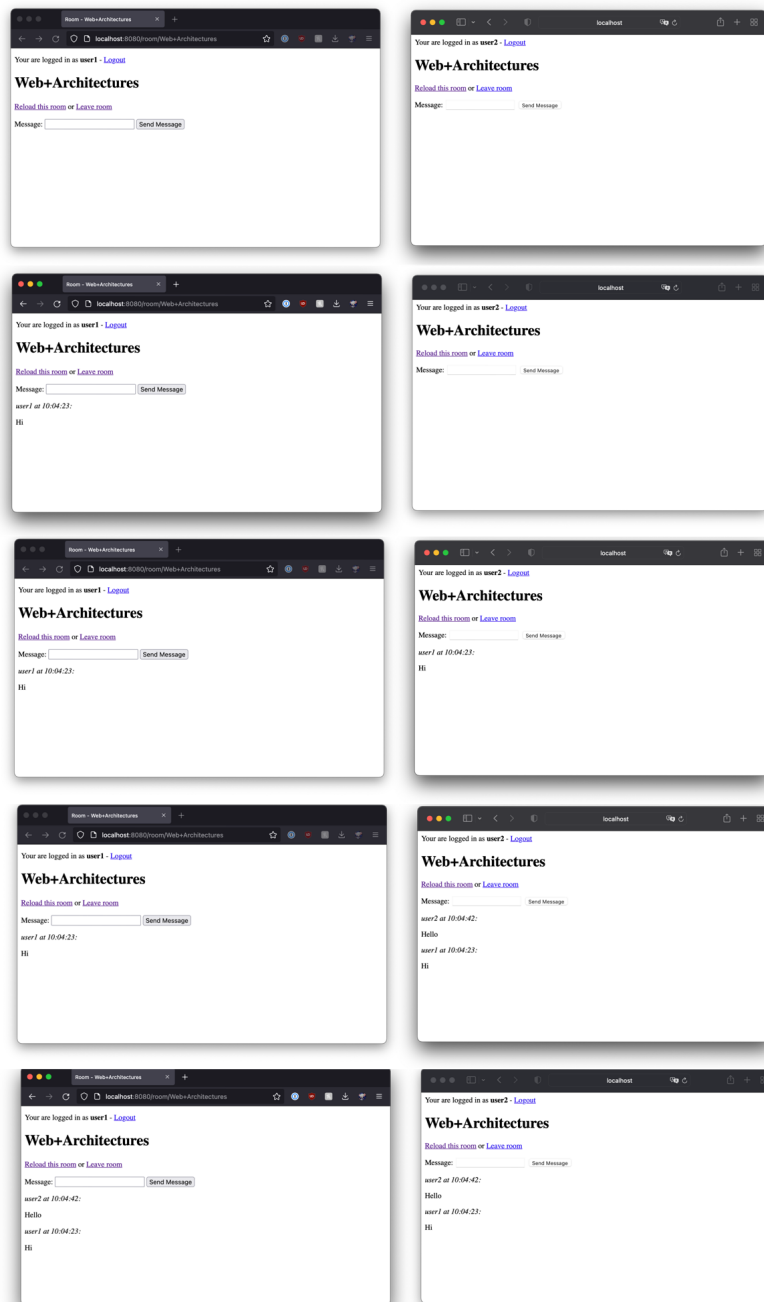 Room - Web+Architectures
localhost:8080/room/Web+Architectures
Your are logged in as user1 - Logout
Web+Architectures
Reload this room or Leave room
Message: Send Message
localhost
Your are logged in as user2 - Logout
Web+Architectures
Reload this room or Leave room
Message: Send Message
Room - Web+Architectures
localhost:8080/room/Web+Architectures
Your are logged in as user1 - Logout
Web+Architectures
Reload this room or Leave room
Message: Send Message
user1 at 10:04:23:
Hi
localhost
Your are logged in as user2 - Logout
Web+Architectures
Reload this room or Leave room
Message: Send Message
Room - Web+Architectures
localhost:8080/room/Web+Architectures
Your are logged in as user1 - Logout
Web+Architectures
Reload this room or Leave room
Message: Send Message
user1 at 10:04:23:
Hi
localhost
Your are logged in as user2 - Logout
Web+Architectures
Reload this room or Leave room
Message: Send Message
user1 at 10:04:23:
Hi
Room - Web+Architectures
localhost:8080/room/Web+Architectures
Your are logged in as user1 - Logout
Web+Architectures
Reload this room or Leave room
Message: Send Message
user1 at 10:04:23:
Hi
localhost
Your are logged in as user2 - Logout
Web+Architectures
Reload this room or Leave room
Message: Send Message
user2 at 10:04:42:
Hello
user1 at 10:04:23:
Hi
Room - Web+Architectures
localhost:8080/room/Web+Architectures
Your are logged in as user1 - Logout
Web+Architectures
Reload this room or Leave room
Message: Send Message
user2 at 10:04:42:
Hello
user1 at 10:04:23:
Hi
localhost
Your are logged in as user2 - Logout
Web+Architectures
Reload this room or Leave room
Message: Send Message
user2 at 10:04:42:
Hello
user1 at 10:04:23:
Hi